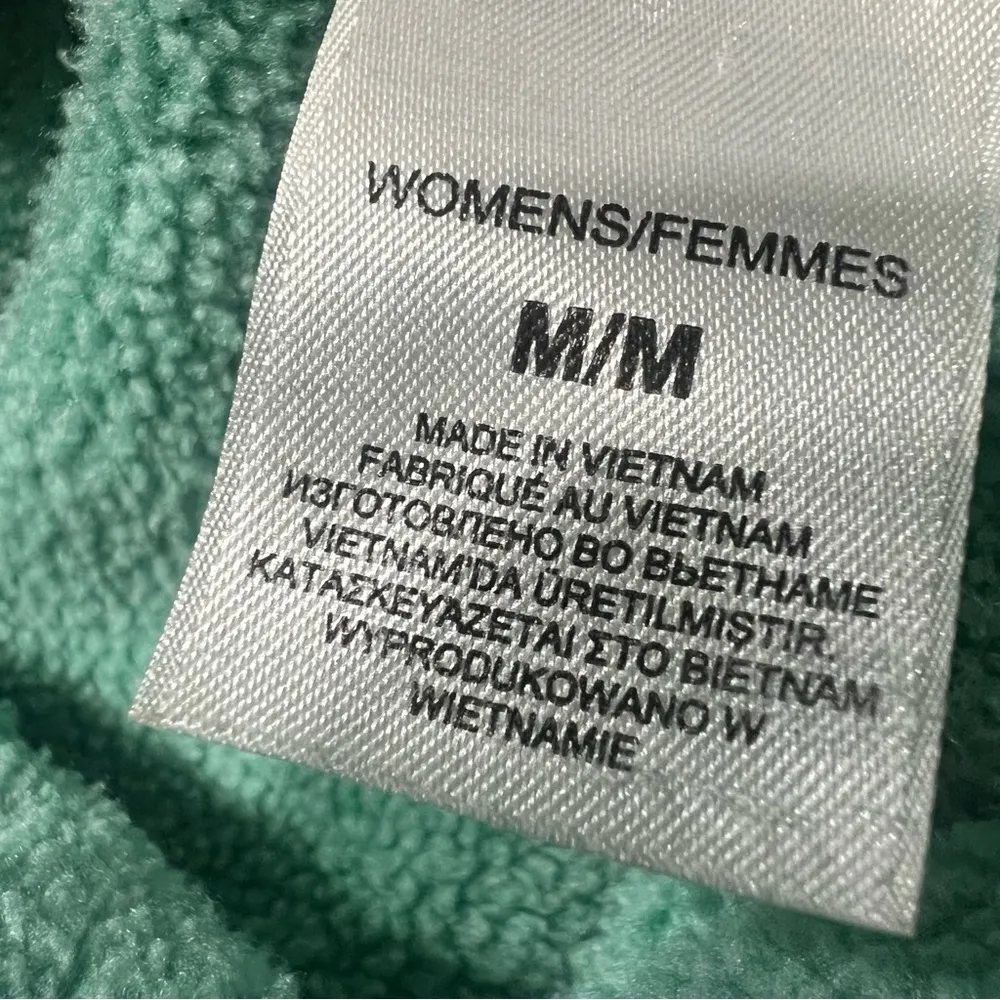 WOMENS/FEMMES
M/M
MADE IN VIETNAM
FABRIQUÉ AU VIETNAM
ИЗГОТОВЛЕНО ВО ВЬЕТНАМЕ
VIETNAM'DA ÜRETILMIŞTIR.
ΚΑΤΑΣΚΕΥΑΖΕΤΑΙ ΣΤΟ ΒΙΕΤΝΑΜ
WYPRODUKOWANO W
WIETNAMIE